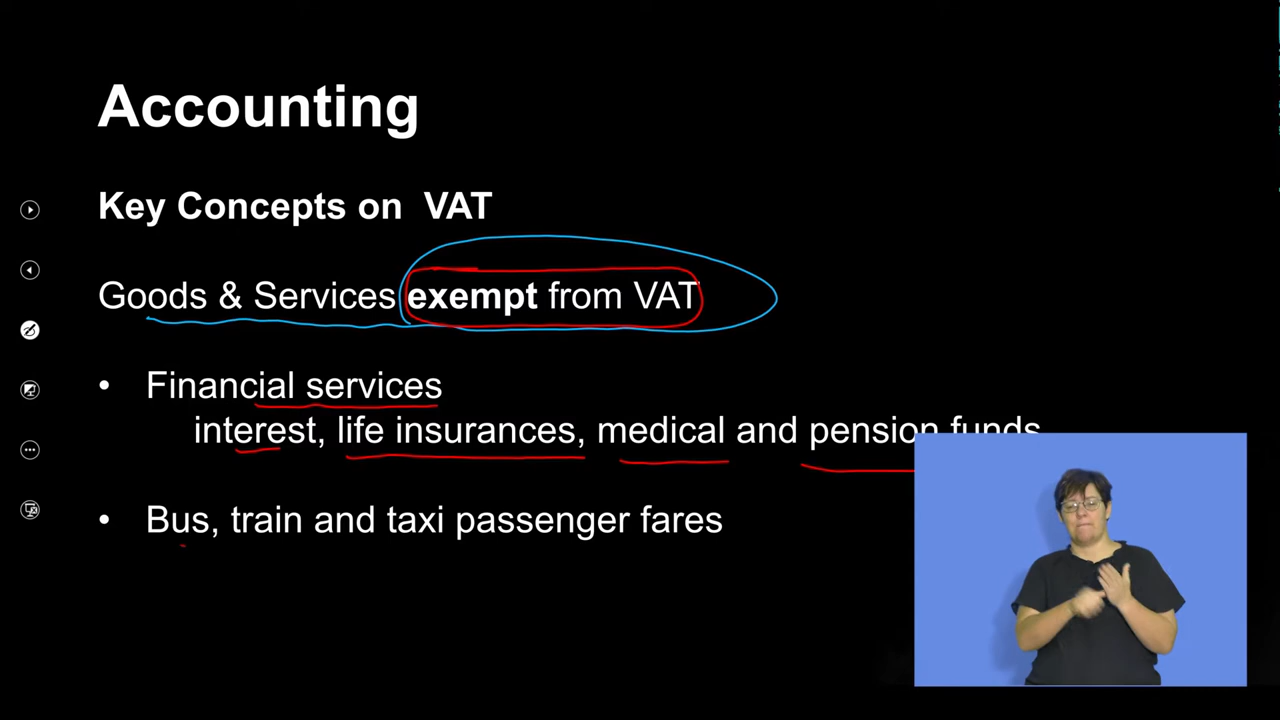 Accounting
Key Concepts on VAT
Goods & Services exempt from VAT
• Financial services
interest, life insurances, medical and pension funds
• Bus, train and taxi passenger fares